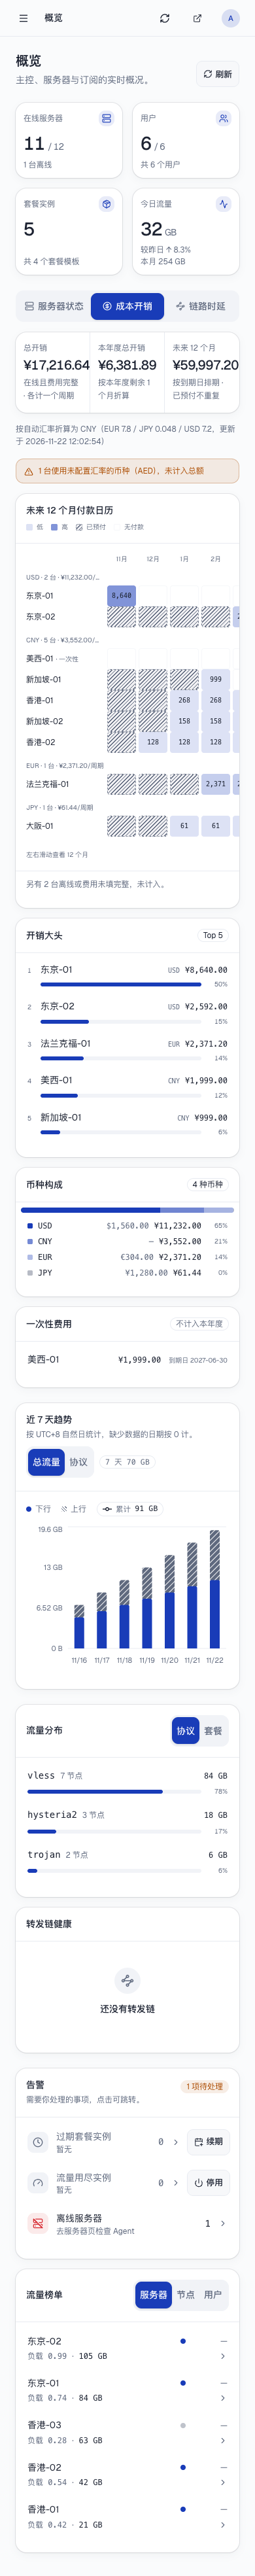 概览
A
概览
主控、服务器与订阅的实时概况。
刷新
在线服务器
11 / 12
1 台离线
用户
6 / 6
共 6 个用户
套餐实例
5
共 4 个套餐模板
今日流量
32 GB
较昨日 ↑ 8.3%
本月 254 GB
服务器状态
成本开销
链路时延
总开销
¥17,216.64
在线且费用完整
· 各计一个周期
本年度总开销
¥6,381.89
按本年度剩余 1
个月折算
未来 12 个月
¥59,997.20
按到期日排期 ·
已预付不重复
按自动汇率折算为 CNY（EUR 7.8 / JPY 0.048 / USD 7.2，更新
于 2026-11-22 12:02:54）
1 台使用未配置汇率的币种（AED），未计入总额
未来 12 个月付款日历
低 高 已预付 无付款
11月 12月 1月 2月
USD · 2 台 · ¥11,232.00/…
东京-01 8,640
东京-02
CNY · 5 台 · ¥3,552.00/…
美西-01 · 一次性
新加坡-01 999
香港-01 268 268
新加坡-02 158 158
香港-02 128 128 128
EUR · 1 台 · ¥2,371.20/周期
法兰克福-01 2,371
JPY · 1 台 · ¥61.44/周期
大阪-01 61 61
左右滑动查看 12 个月
另有 2 台离线或费用未填完整，未计入。
开销大头
Top 5
1 东京-01 USD ¥8,640.00
50%
2 东京-02 USD ¥2,592.00
15%
3 法兰克福-01 EUR ¥2,371.20
14%
4 美西-01 CNY ¥1,999.00
12%
5 新加坡-01 CNY ¥999.00
6%
币种构成
4 种币种
USD $1,560.00 ¥11,232.00 65%
CNY — ¥3,552.00 21%
EUR €304.00 ¥2,371.20 14%
JPY ¥1,280.00 ¥61.44 0%
一次性费用
不计入本年度
美西-01 ¥1,999.00 到期日 2027-06-30
近 7 天趋势
按 UTC+8 自然日统计，缺少数据的日期按 0 计。
总流量 协议 7 天 70 GB
下行 上行 累计 91 GB
19.6 GB
13 GB
6.52 GB
0 B
11/16 11/17 11/18 11/19 11/20 11/21 11/22
流量分布
协议 套餐
vless 7 节点 84 GB
78%
hysteria2 3 节点 18 GB
17%
trojan 2 节点 6 GB
6%
转发链健康
还没有转发链
告警
需要你处理的事项，点击可跳转。
1 项待处理
过期套餐实例
暂无
0
续期
流量用尽实例
暂无
0
停用
离线服务器
去服务器页检查 Agent
1
流量榜单
服务器 节点 用户
东京-02 —
负载 0.99 · 105 GB
东京-01 —
负载 0.74 · 84 GB
香港-03 —
负载 0.28 · 63 GB
香港-02 —
负载 0.54 · 42 GB
香港-01 —
负载 0.42 · 21 GB